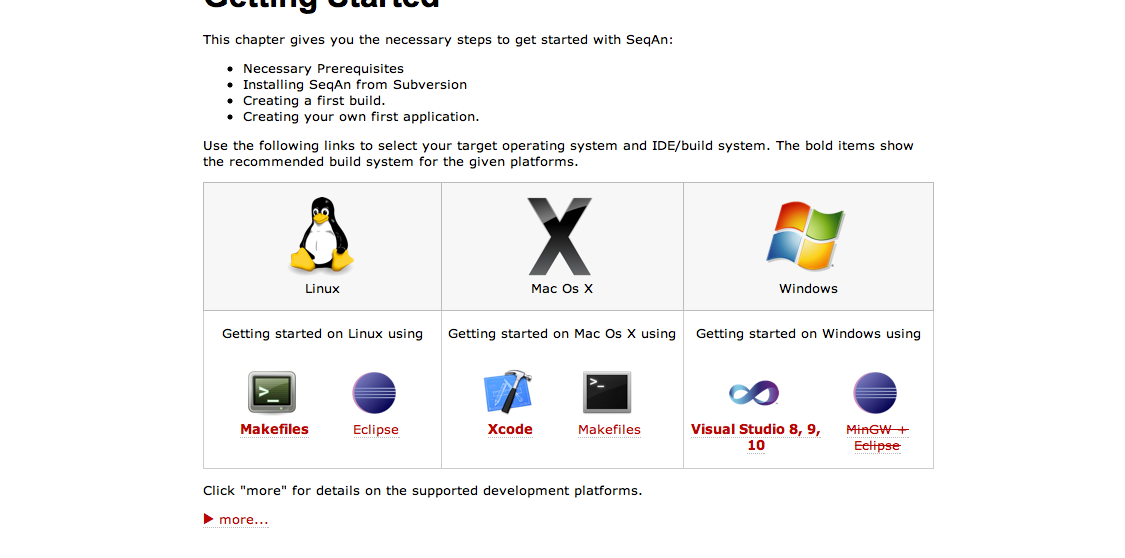 Getting Started
This chapter gives you the necessary steps to get started with SeqAn:
• Necessary Prerequisites
• Installing SeqAn from Subversion
• Creating a first build.
• Creating your own first application.
Use the following links to select your target operating system and IDE/build system. The bold items show
the recommended build system for the given platforms.
Linux
Mac Os X
Windows
Getting started on Linux using
Getting started on Mac Os X using
Getting started on Windows using
Makefiles
Eclipse
Xcode
Makefiles
Visual Studio 8, 9,
10
MinGW +
Eclipse
Click "more" for details on the supported development platforms.
more...